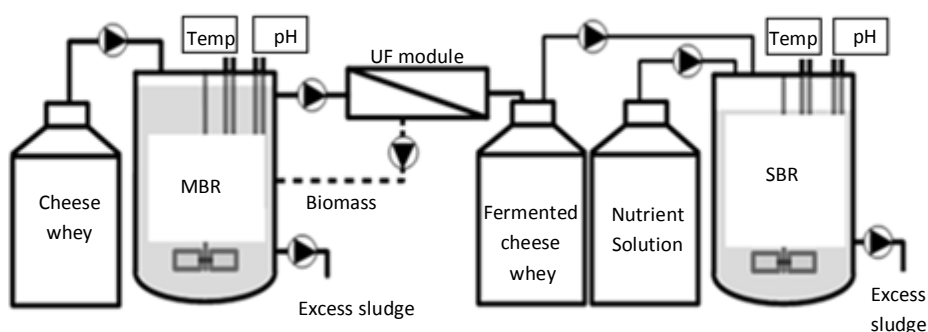 Temp
pH
UF module
Temp
pH
Cheese
whey
MBR
Biomass
Excess sludge
Fermented
cheese
whey
Nutrient
Solution
SBR
Excess
sludge